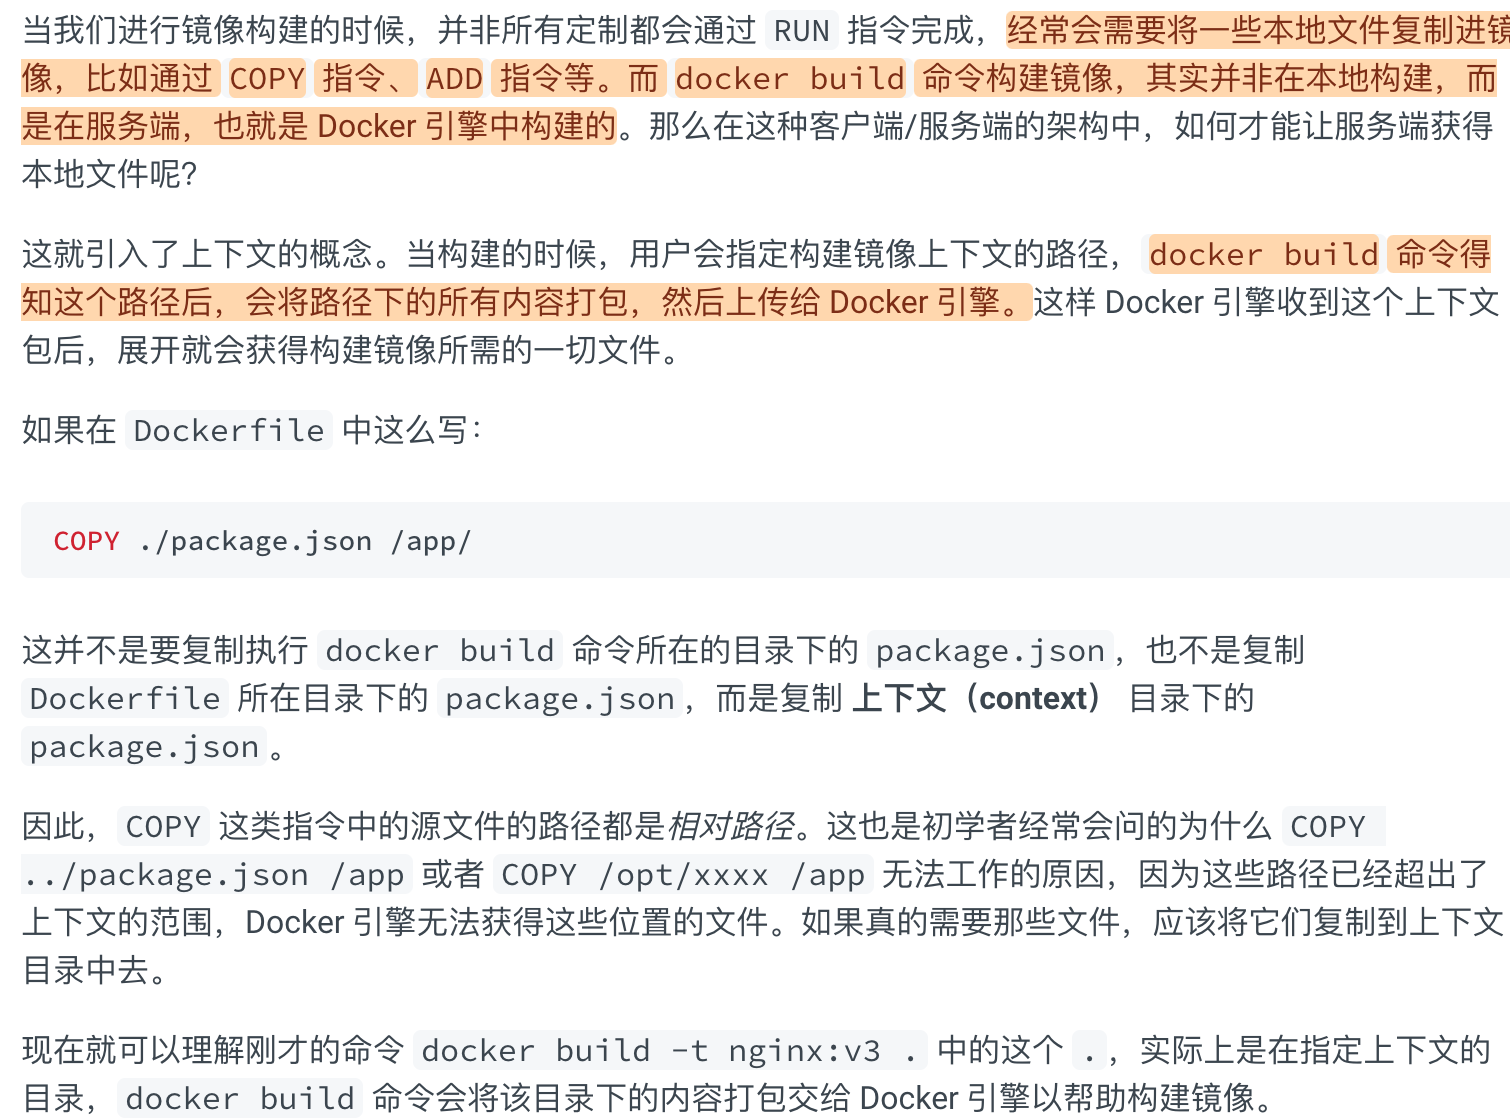 当我们进行镜像构建的时候，并非所有定制都会通过 RUN 指令完成，经常会需要将一些本地文件复制进镜
像，比如通过 COPY 指令、ADD 指令等。而 docker build 命令构建镜像，其实并非在本地构建，而
是在服务端，也就是 Docker 引擎中构建的。那么在这种客户端/服务端的架构中，如何才能让服务端获得
本地文件呢？
这就引入了上下文的概念。当构建的时候，用户会指定构建镜像上下文的路径，docker build 命令得
知这个路径后，会将路径下的所有内容打包，然后上传给 Docker 引擎。这样 Docker 引擎收到这个上下文
包后，展开就会获得构建镜像所需的一切文件。
如果在 Dockerfile 中这么写：
COPY ./package.json /app/
这并不是要复制执行 docker build 命令所在的目录下的 package.json，也不是复制
Dockerfile 所在目录下的 package.json，而是复制 上下文（context） 目录下的
package.json。
因此，COPY 这类指令中的源文件的路径都是相对路径。这也是初学者经常会问的为什么 COPY
../package.json /app 或者 COPY /opt/xxxx /app 无法工作的原因，因为这些路径已经超出了
上下文的范围，Docker 引擎无法获得这些位置的文件。如果真的需要那些文件，应该将它们复制到上下文
目录中去。
现在就可以理解刚才的命令 docker build -t nginx:v3 . 中的这个 .，实际上是在指定上下文的
目录，docker build 命令会将该目录下的内容打包交给 Docker 引擎以帮助构建镜像。